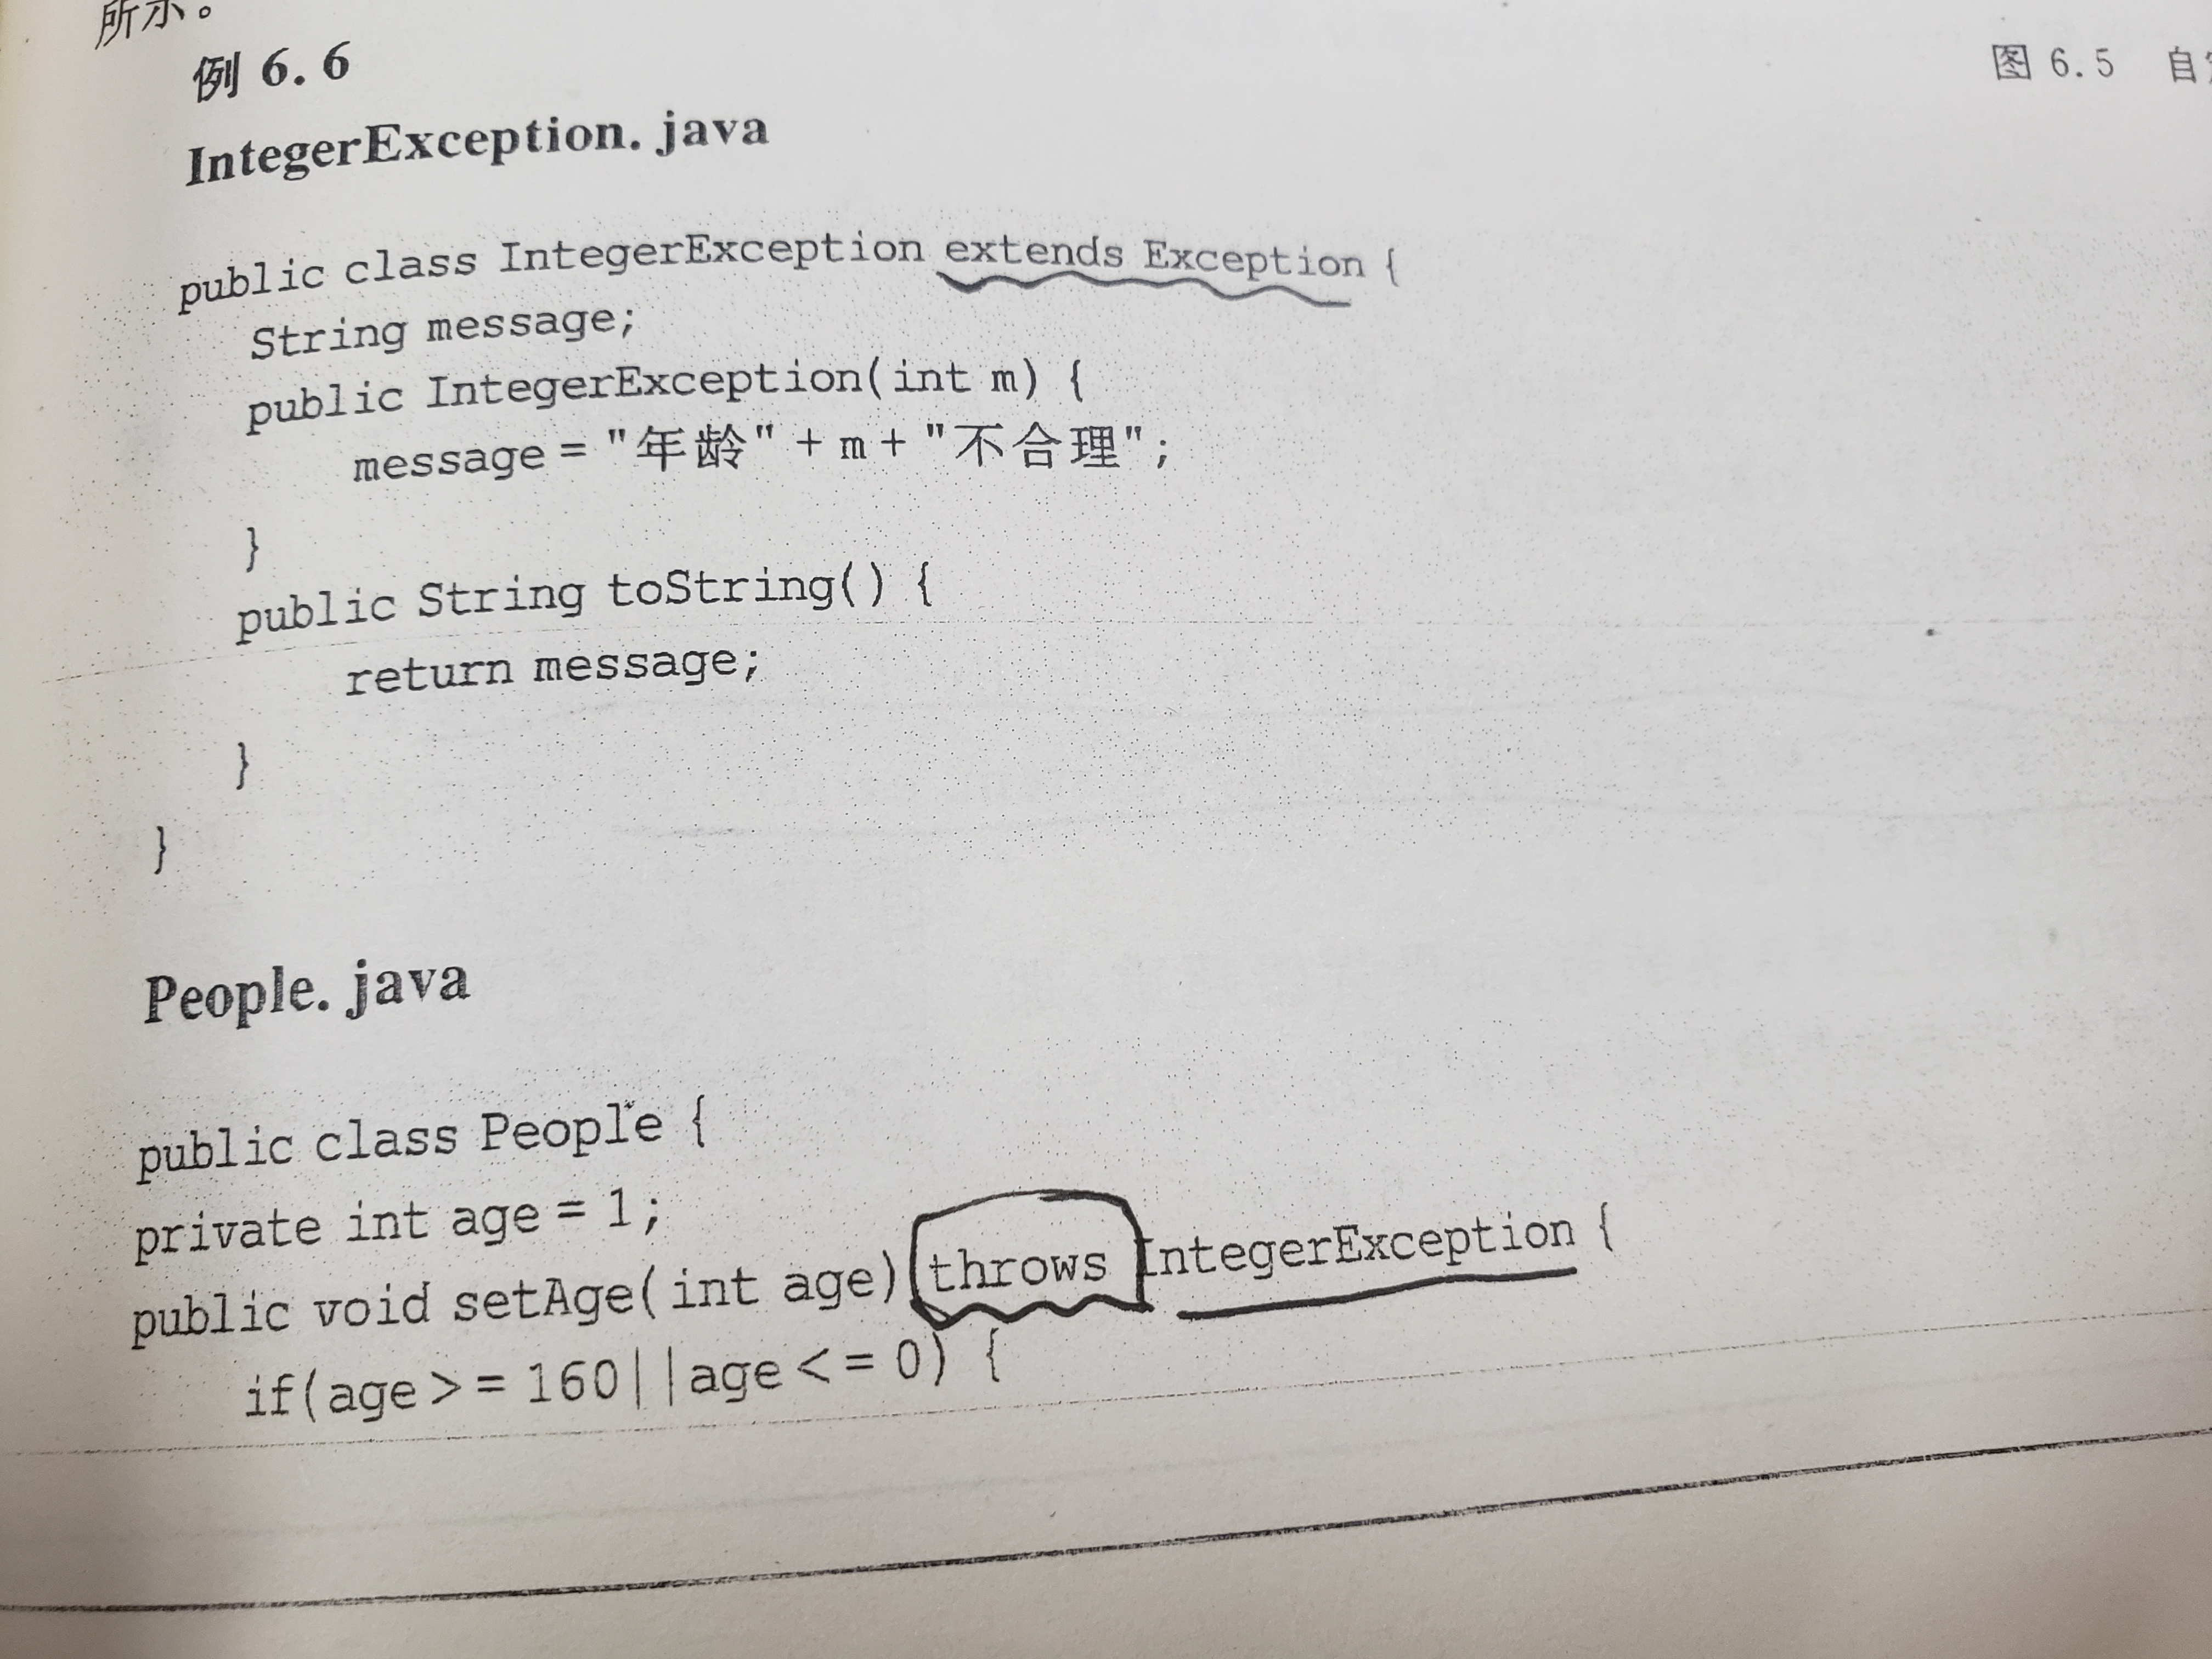 所示。
图 6.5 自
例 6.6
IntegerException.java
public class IntegerException extends Exception {
String message;
public IntegerException(int m) {
message = "年龄" + m + "不合理";
}
public String toString() {
return message;
}
}
People.java
public class People {
private int age = 1;
public void setAge(int age) throws IntegerException {
if(age >= 160||age <= 0) {